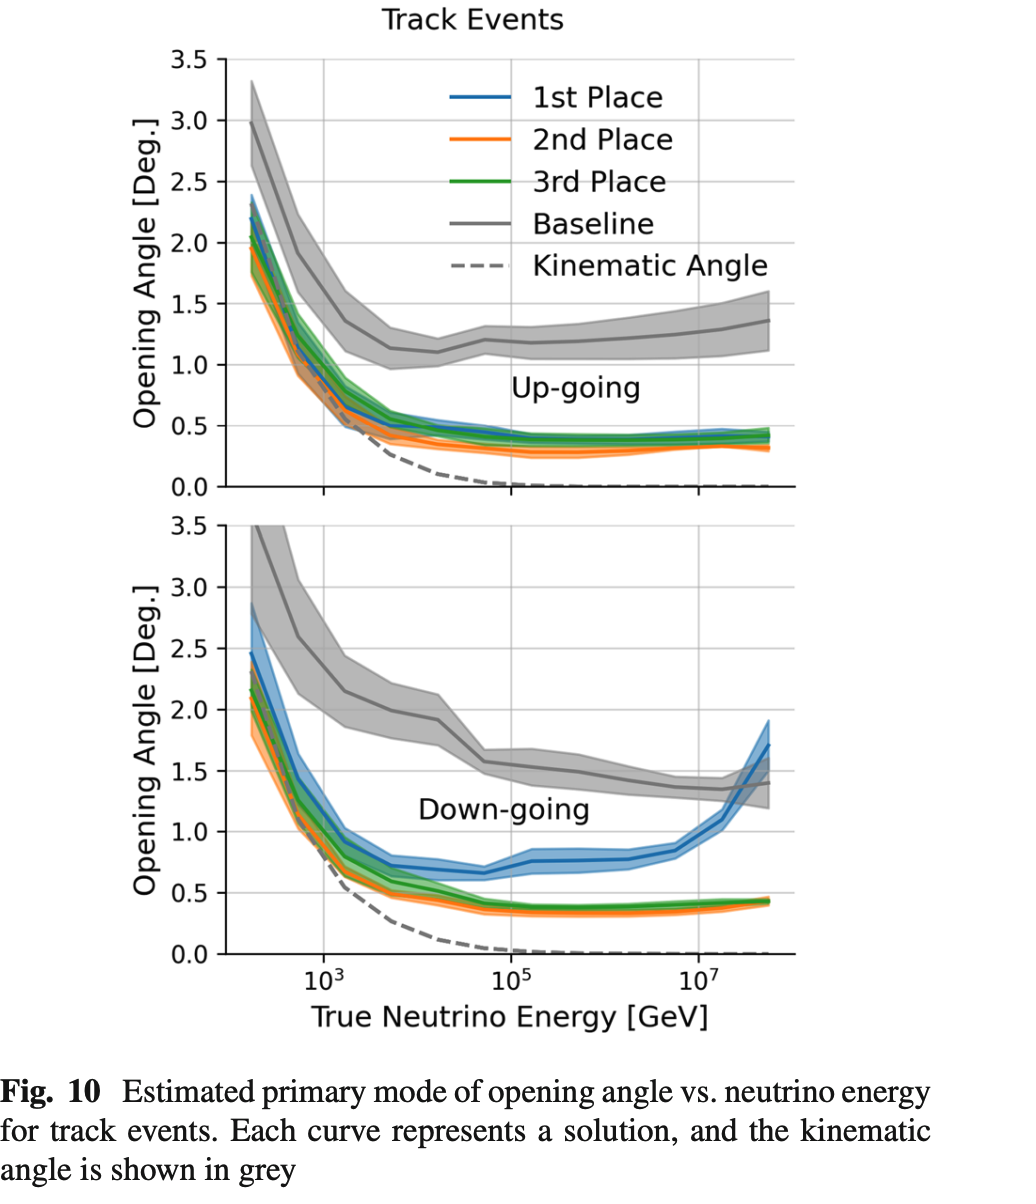 Track Events
3.5
3.0
2.5
2.0
1.5
1.0
0.5
0.0
Opening Angle [Deg.]
1st Place
2nd Place
3rd Place
Baseline
Kinematic Angle
Up-going
3.5
3.0
2.5
2.0
1.5
1.0
0.5
0.0
Opening Angle [Deg.]
Down-going
10³
10⁵
10⁷
True Neutrino Energy [GeV]
Fig. 10 Estimated primary mode of opening angle vs. neutrino energy
for track events. Each curve represents a solution, and the kinematic
angle is shown in grey